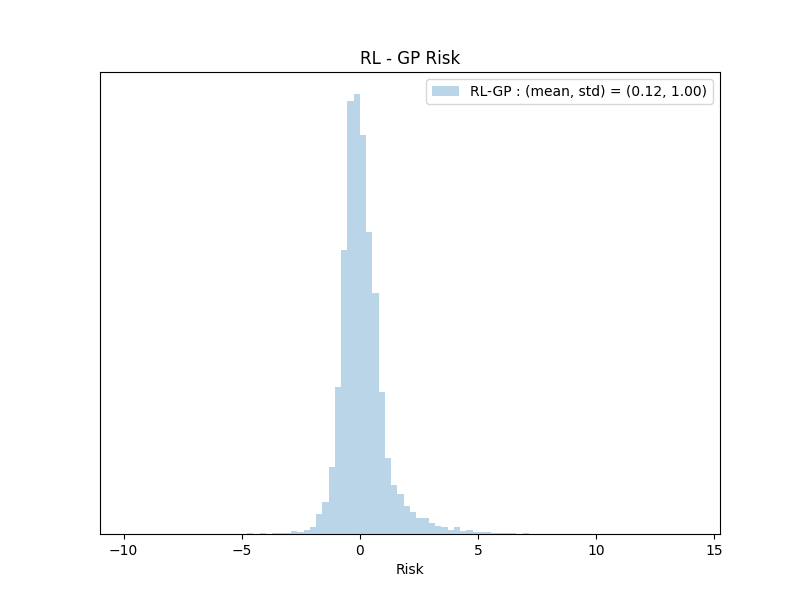 RL - GP Risk
RL-GP : (mean, std) = (0.12, 1.00)
−10 −5 0 5 10 15
Risk